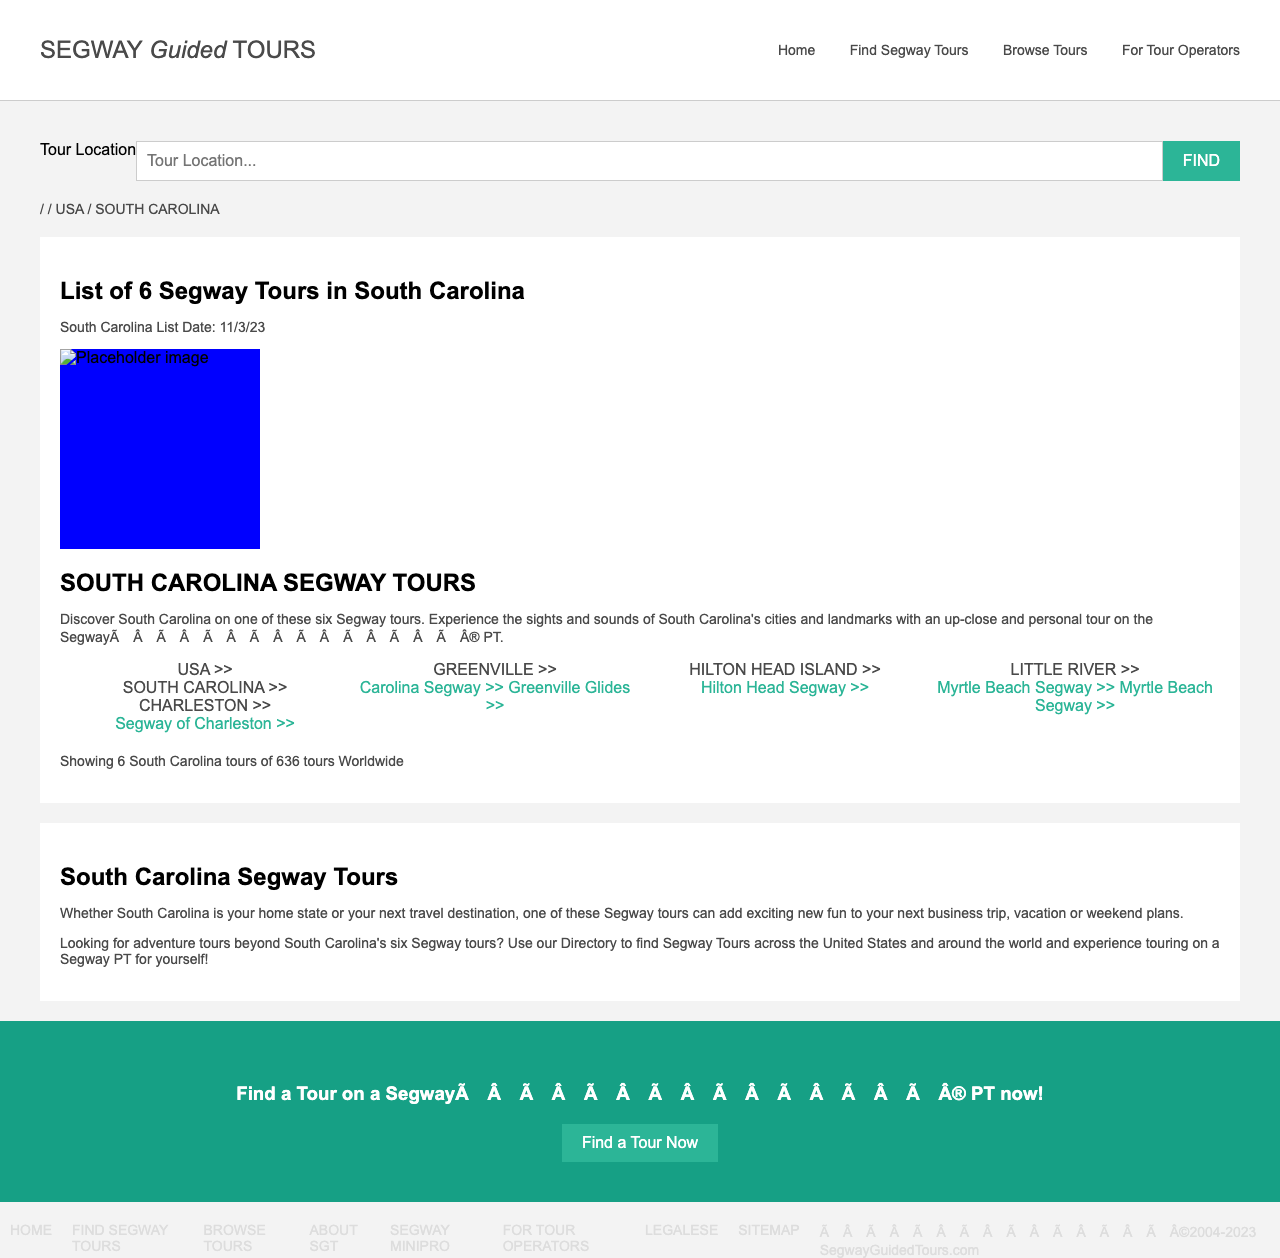 SEGWAY Guided TOURS
Home Find Segway Tours Browse Tours For Tour Operators
Tour Location
Tour Location...
FIND
/ / USA / SOUTH CAROLINA
List of 6 Segway Tours in South Carolina
South Carolina List Date: 11/3/23
Placeholder image
SOUTH CAROLINA SEGWAY TOURS
Discover South Carolina on one of these six Segway tours. Experience the sights and sounds of South Carolina's cities and landmarks with an up-close and personal tour on the
SegwayÃ Â Ã Â Ã Â Ã Â Ã Â Ã Â Ã Â Ã Â® PT.
USA >>
SOUTH CAROLINA >>
CHARLESTON >>
Segway of Charleston >>
GREENVILLE >>
Carolina Segway >> Greenville Glides
>>
HILTON HEAD ISLAND >>
Hilton Head Segway >>
LITTLE RIVER >>
Myrtle Beach Segway >> Myrtle Beach
Segway >>
Showing 6 South Carolina tours of 636 tours Worldwide
South Carolina Segway Tours
Whether South Carolina is your home state or your next travel destination, one of these Segway tours can add exciting new fun to your next business trip, vacation or weekend plans.
Looking for adventure tours beyond South Carolina's six Segway tours? Use our Directory to find Segway Tours across the United States and around the world and experience touring on a
Segway PT for yourself!
Find a Tour on a SegwayÃ Â Ã Â Ã Â Ã Â Ã Â Ã Â Ã Â Ã Â® PT now!
Find a Tour Now
HOME
FIND SEGWAY
TOURS
BROWSE
TOURS
ABOUT
SGT
SEGWAY
MINIPRO
FOR TOUR
OPERATORS
LEGALESE
SITEMAP
Ã Â Ã Â Ã Â Ã Â Ã Â Ã Â Ã Â Ã Â©2004-2023
SegwayGuidedTours.com